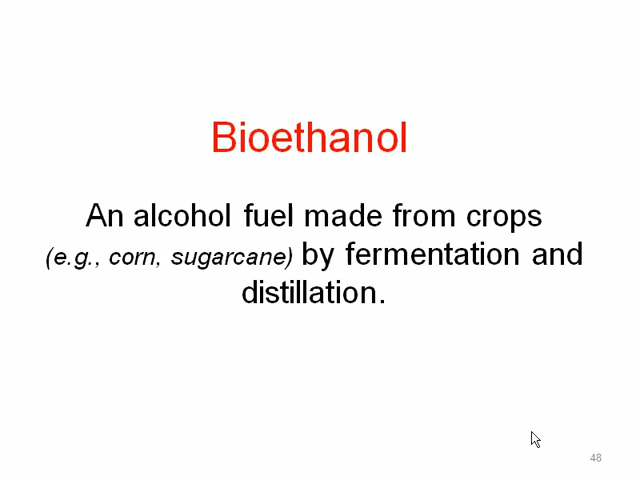 Bioethanol
An alcohol fuel made from crops
(e.g., corn, sugarcane) by fermentation and
distillation.
48